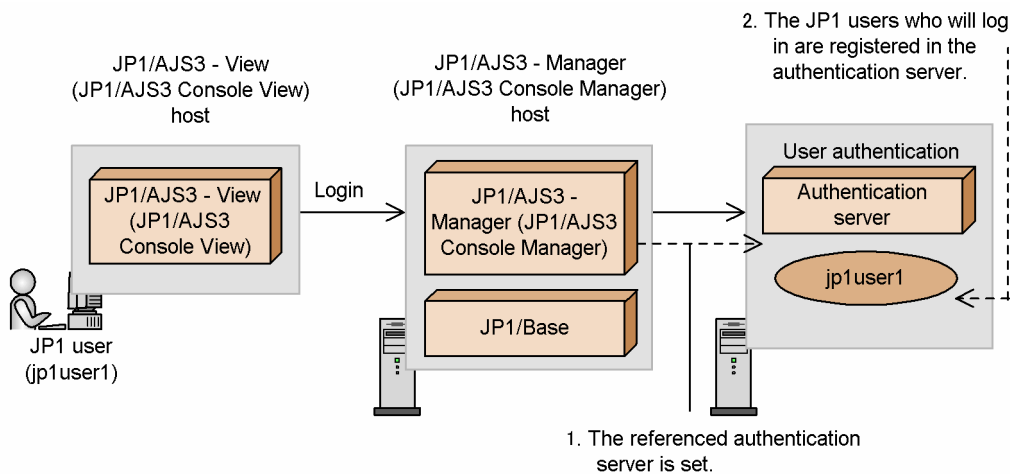 2. The JP1 users who will log
in are registered in the
authentication server.
JP1/AJS3 - View
(JP1/AJS3 Console View)
host
JP1/AJS3 - Manager
(JP1/AJS3 Console Manager)
host
JP1/AJS3 - View
(JP1/AJS3
Console View)
Login
JP1/AJS3 -
Manager (JP1/AJS3
Console Manager)
JP1/Base
User authentication
Authentication
server
jp1user1
JP1 user
(jp1user1)
1. The referenced authentication
server is set.